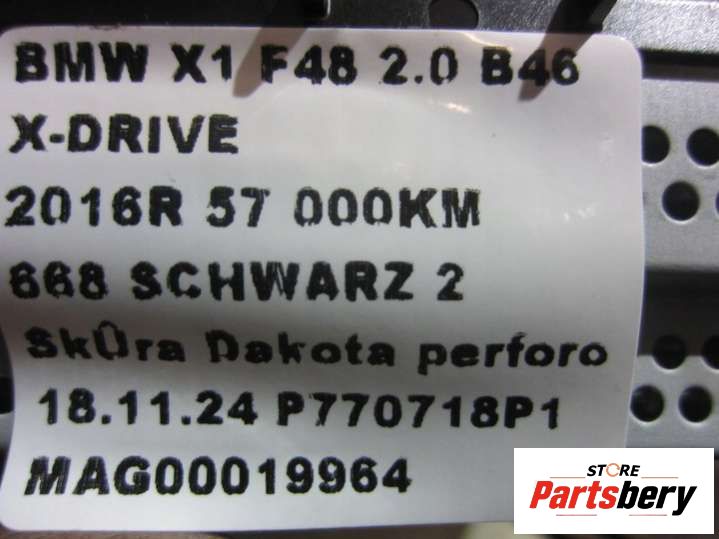 BMW X1 F48 2.0 B46
X-DRIVE
2016R 57 000KM
668 SCHWARZ 2
SkÛra Dakota perforo
18.11.24 P770718P1
MAG00019964
STORE
Partsbery